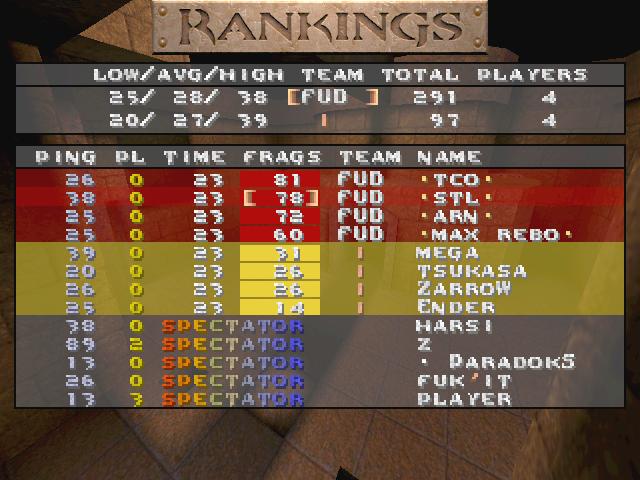 RANKINGS
LOW/AVG/HIGH TEAM TOTAL PLAYERS
25/ 28/ 38 [FUD ] 291 4
20/ 27/ 39 I 97 4
PING PL TIME FRAGS TEAM NAME
26 0 23 81 FUD ·TCO·
38 0 23 [ 78] FUD ·STL·
25 0 23 72 FUD ·ARN·
25 0 23 60 FUD ·MAX REBO·
39 0 23 31 I MEGA
20 0 23 26 I TSUKASA
26 0 23 26 I ZARROW
25 0 23 14 I ENDER
38 0 SPECTATOR HARSI
89 2 SPECTATOR Z
13 0 SPECTATOR · PARADOKS
26 0 SPECTATOR FUK'IT
13 3 SPECTATOR PLAYER